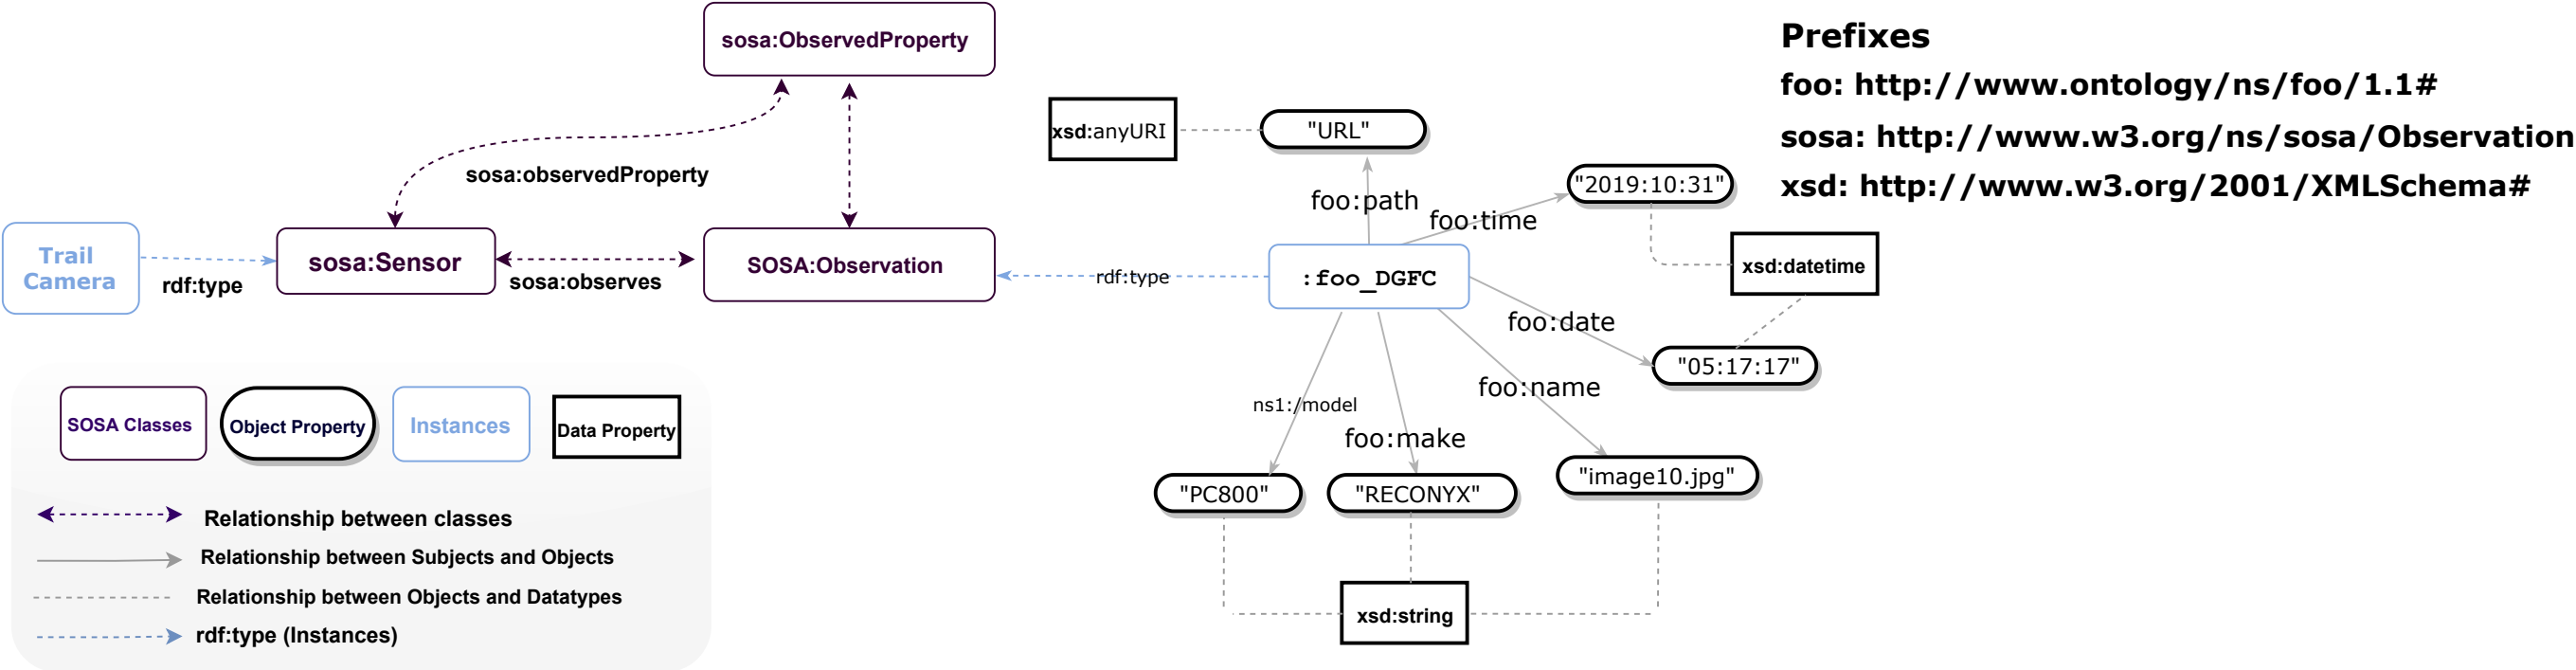 sosa:ObservedProperty
Prefixes
foo: http://www.ontology/ns/foo/1.1#
sosa: http://www.w3.org/ns/sosa/Observation
xsd: http://www.w3.org/2001/XMLSchema#
xsd:anyURI
"URL"
sosa:observedProperty
"2019:10:31"
foo:path
foo:time
Trail
Camera
rdf:type
sosa:Sensor
sosa:observes
SOSA:Observation
rdf:type
:foo_DGFC
xsd:datetime
foo:date
"05:17:17"
foo:name
ns1:/model
foo:make
"PC800"
"RECONYX"
"image10.jpg"
xsd:string
SOSA Classes
Object Property
Instances
Data Property
Relationship between classes
Relationship between Subjects and Objects
Relationship between Objects and Datatypes
rdf:type (Instances)